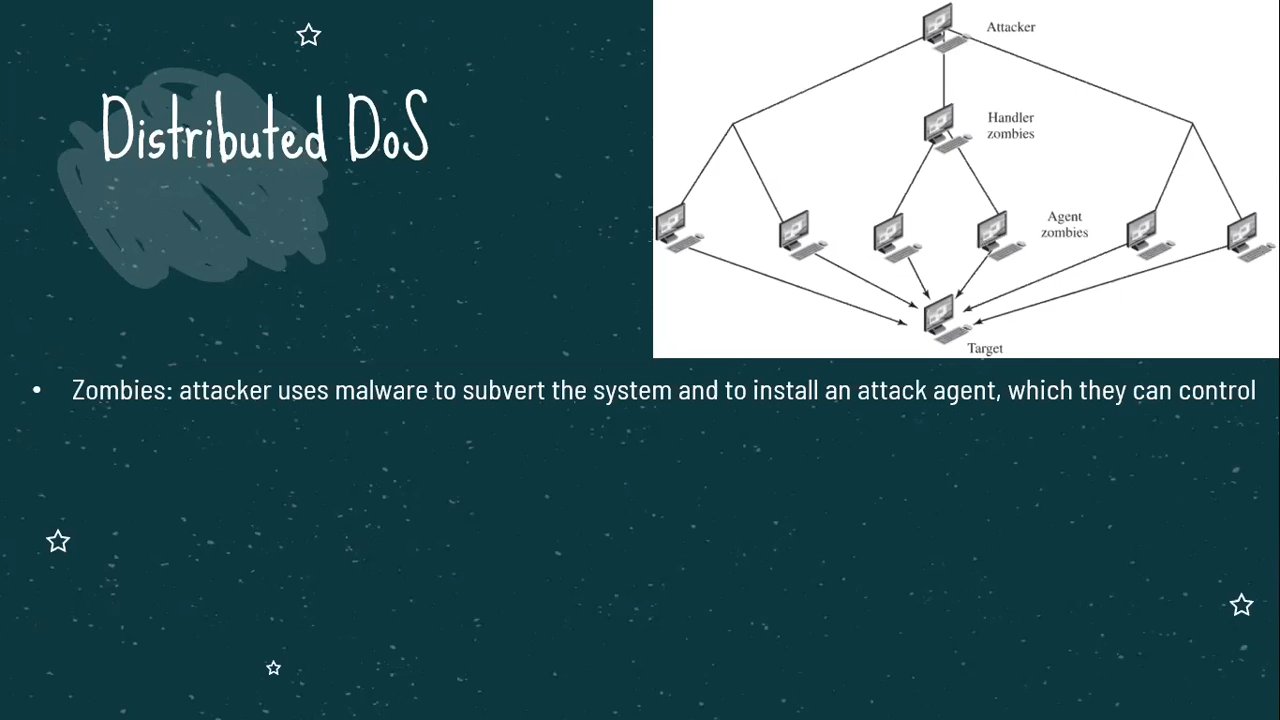 Distributed DoS
Attacker
Handler
zombies
Agent
zombies
Target
• Zombies: attacker uses malware to subvert the system and to install an attack agent, which they can control